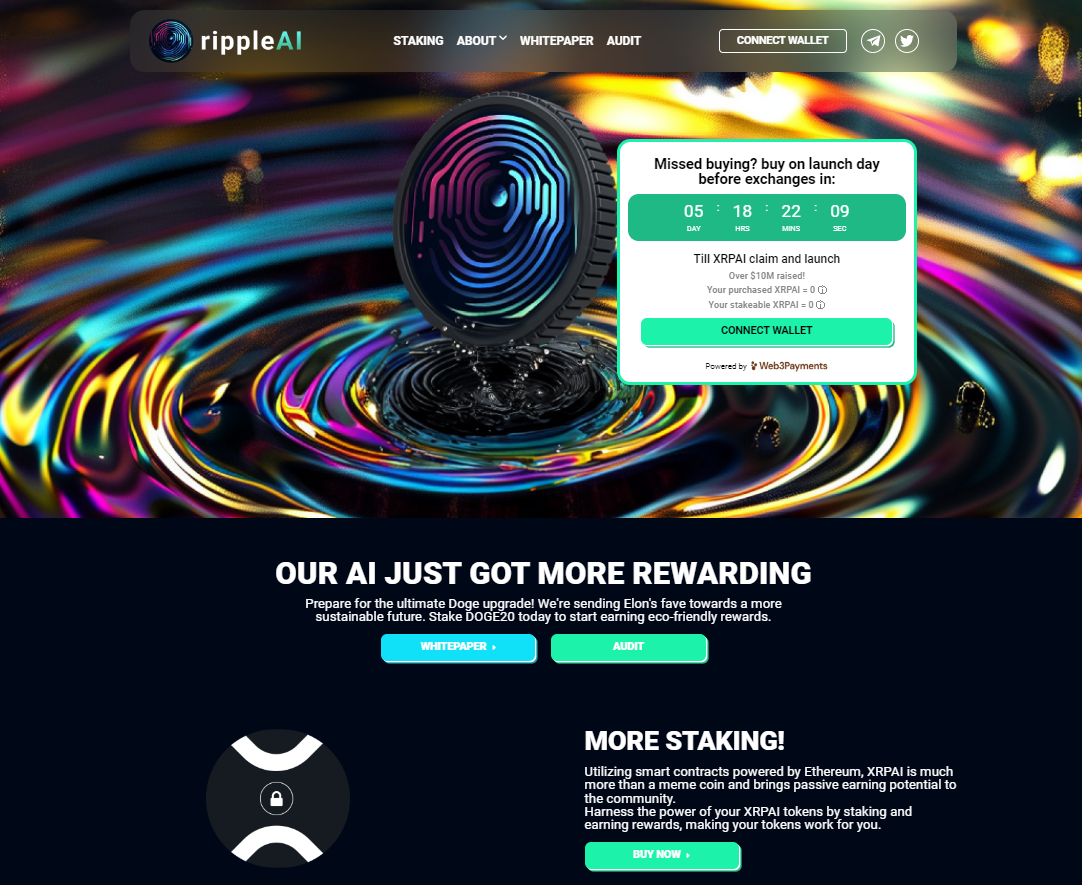 rippleAI
STAKING ABOUT WHITEPAPER AUDIT
CONNECT WALLET
Missed buying? buy on launch day
before exchanges in:
05 : 18 : 22 : 09
DAY HRS MINS SEC
Till XRPAI claim and launch
Over $10M raised!
Your purchased XRPAI = 0
Your stakeable XRPAI = 0
CONNECT WALLET
Powered by Web3Payments
OUR AI JUST GOT MORE REWARDING
Prepare for the ultimate Doge upgrade! We're sending Elon's fave towards a more
sustainable future. Stake DOGE20 today to start earning eco-friendly rewards.
WHITEPAPER
AUDIT
MORE STAKING!
Utilizing smart contracts powered by Ethereum, XRPAI is much
more than a meme coin and brings passive earning potential to
the community.
Harness the power of your XRPAI tokens by staking and
earning rewards, making your tokens work for you.
BUY NOW